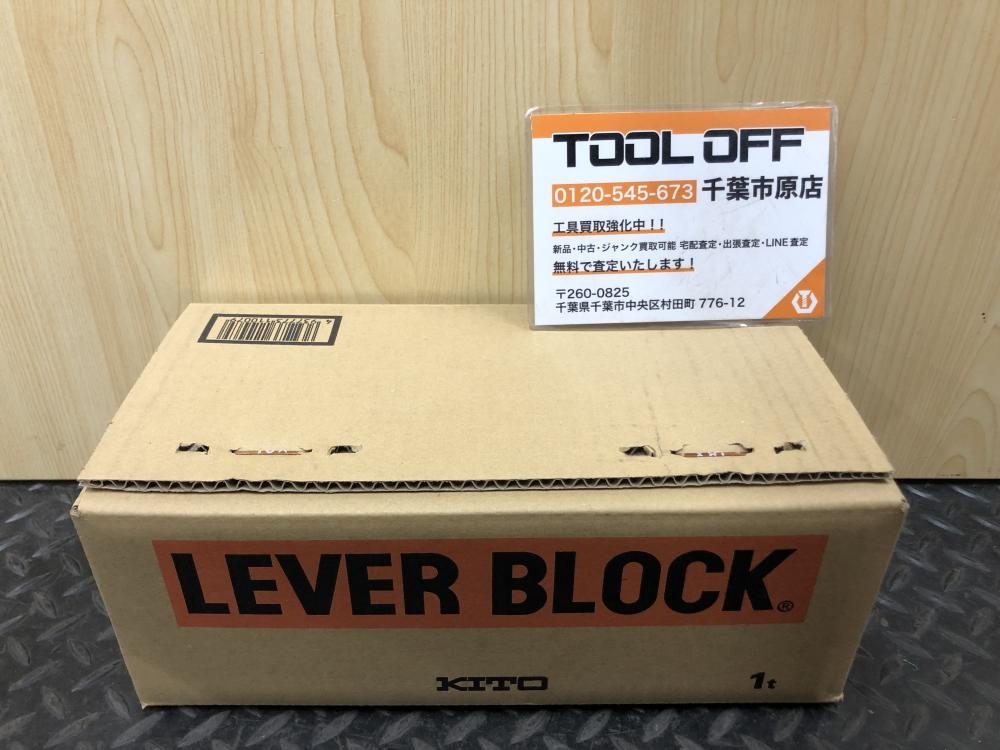 TOOL OFF
0120-545-673 千葉市原店
工具買取強化中!!
新品・中古・ジャンク買取可能 宅配査定・出張査定・LINE査定
無料で査定いたします!
〒260-0825
千葉県千葉市中央区村田町 776-12
LEVER BLOCK®
KITO
1t